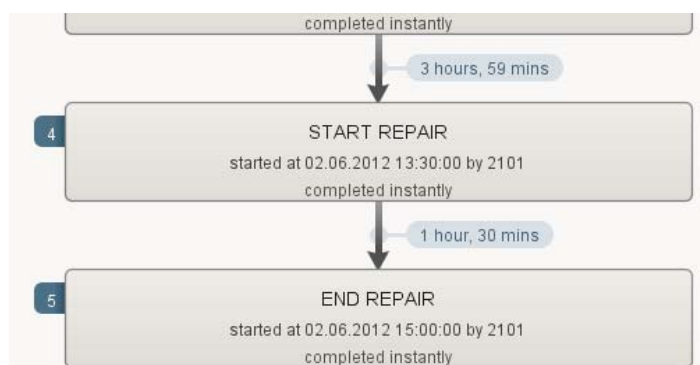 completed instantly
3 hours, 59 mins
4
START REPAIR
started at 02.06.2012 13:30:00 by 2101
completed instantly
1 hour, 30 mins
5
END REPAIR
started at 02.06.2012 15:00:00 by 2101
completed instantly